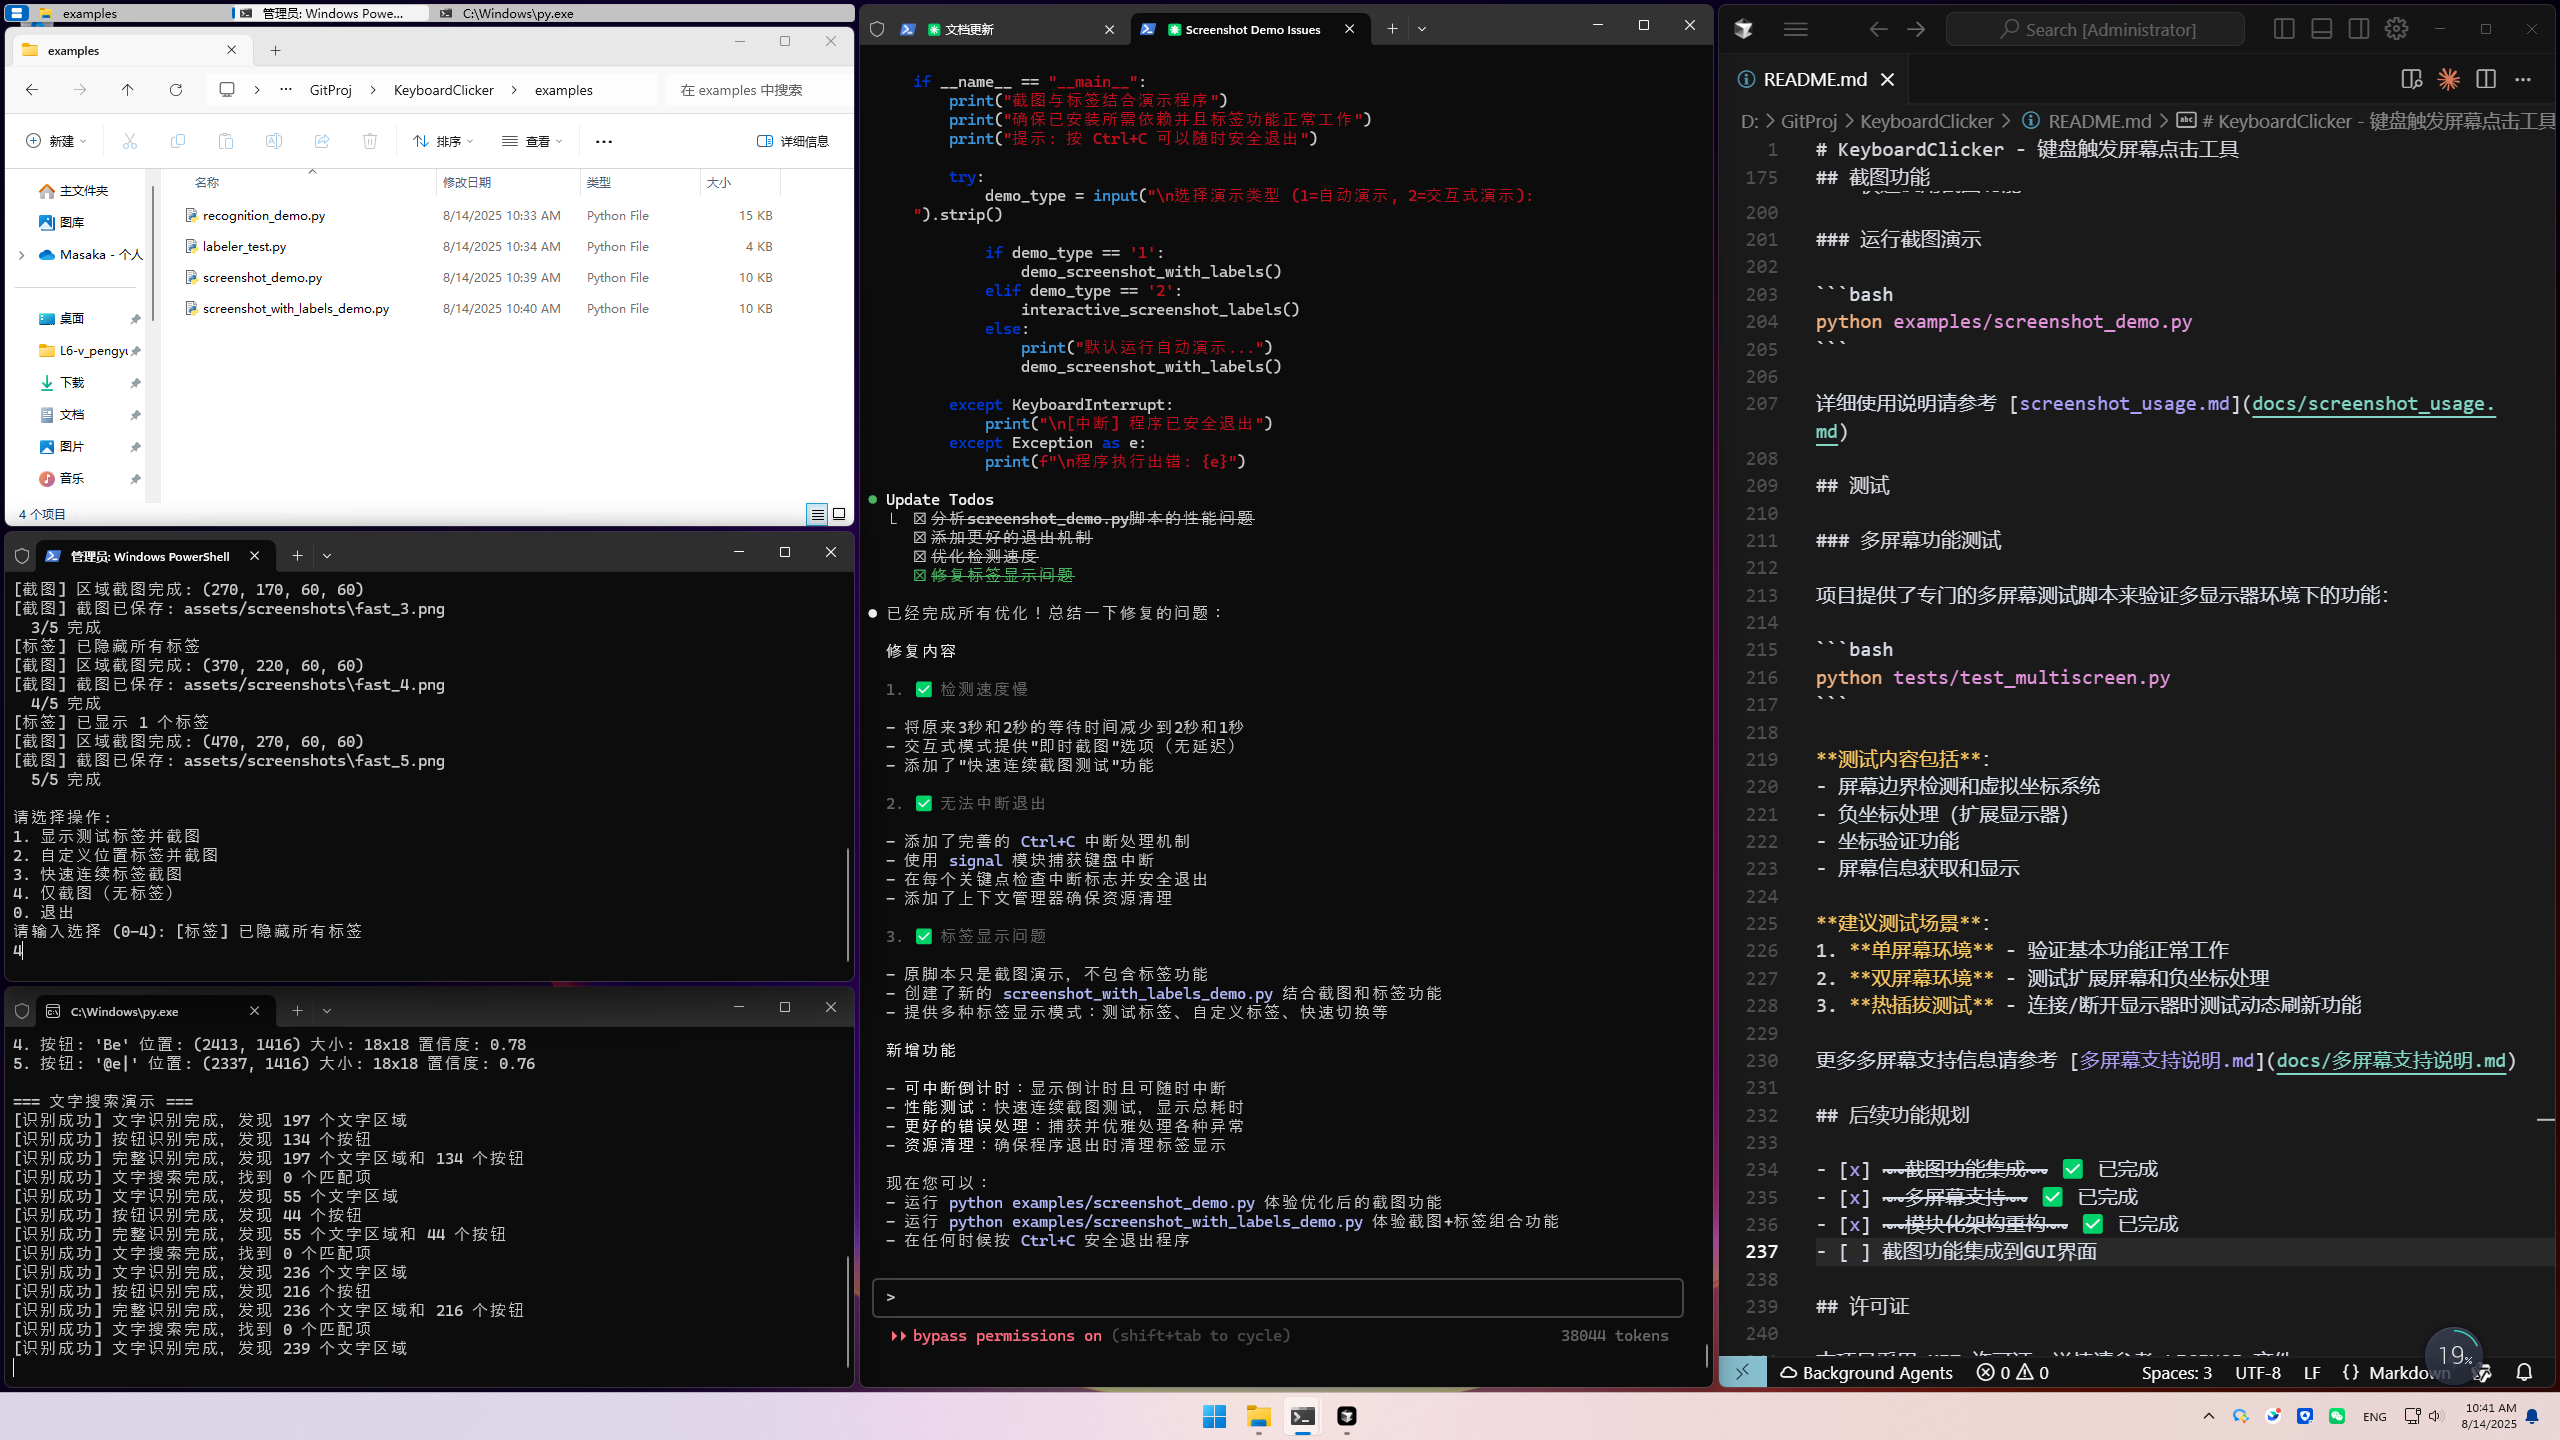 examples
管理员: Windows Powe...
C:\Windows\py.exe
examples
GitProj
KeyboardClicker
examples
在 examples 中搜索
新建
排序
查看
详细信息
名称
修改日期
类型
大小
主文件夹
图库
Masaka - 个人
桌面
L6-v_pengyu
下载
文档
图片
音乐
recognition_demo.py 8/14/2025 10:33 AM Python File 15 KB
labeler_test.py 8/14/2025 10:34 AM Python File 4 KB
screenshot_demo.py 8/14/2025 10:39 AM Python File 10 KB
screenshot_with_labels_demo.py 8/14/2025 10:40 AM Python File 10 KB
4 个项目
管理员: Windows PowerShell
[截图] 区域截图完成: (270, 170, 60, 60)
[截图] 截图已保存: assets/screenshots\fast_3.png
3/5 完成
[标签] 已隐藏所有标签
[截图] 区域截图完成: (370, 220, 60, 60)
[截图] 截图已保存: assets/screenshots\fast_4.png
4/5 完成
[标签] 已显示 1 个标签
[截图] 区域截图完成: (470, 270, 60, 60)
[截图] 截图已保存: assets/screenshots\fast_5.png
5/5 完成
请选择操作:
1. 显示测试标签并截图
2. 自定义位置标签并截图
3. 快速连续标签截图
4. 仅截图（无标签）
0. 退出
请输入选择 (0-4): [标签] 已隐藏所有标签
4
C:\Windows\py.exe
4. 按钮: 'Be' 位置: (2413, 1416) 大小: 18x18 置信度: 0.78
5. 按钮: '@e|' 位置: (2337, 1416) 大小: 18x18 置信度: 0.76
=== 文字搜索演示 ===
[识别成功] 文字识别完成, 发现 197 个文字区域
[识别成功] 按钮识别完成, 发现 134 个按钮
[识别成功] 完整识别完成, 发现 197 个文字区域和 134 个按钮
[识别成功] 文字搜索完成, 找到 0 个匹配项
[识别成功] 文字识别完成, 发现 55 个文字区域
[识别成功] 按钮识别完成, 发现 44 个按钮
[识别成功] 完整识别完成, 发现 55 个文字区域和 44 个按钮
[识别成功] 文字搜索完成, 找到 0 个匹配项
[识别成功] 文字识别完成, 发现 236 个文字区域
[识别成功] 按钮识别完成, 发现 216 个按钮
[识别成功] 完整识别完成, 发现 236 个文字区域和 216 个按钮
[识别成功] 文字搜索完成, 找到 0 个匹配项
[识别成功] 文字识别完成, 发现 239 个文字区域
文档更新
Screenshot Demo Issues
if __name__ == "__main__":
print("截图与标签结合演示程序")
print("确保已安装所需依赖并且标签功能正常工作")
print("提示: 按 Ctrl+C 可以随时安全退出")
try:
demo_type = input("\n选择演示类型 (1=自动演示, 2=交互式演示):
").strip()
if demo_type == '1':
demo_screenshot_with_labels()
elif demo_type == '2':
interactive_screenshot_labels()
else:
print("默认运行自动演示...")
demo_screenshot_with_labels()
except KeyboardInterrupt:
print("\n[中断] 程序已安全退出")
except Exception as e:
print(f"\n程序执行出错: {e}")
● Update Todos
└ ☒ 分析screenshot_demo.py脚本的性能问题
☒ 添加更好的退出机制
☒ 优化检测速度
☒ 修复标签显示问题
● 已经完成所有优化！总结一下修复的问题：
修复内容
1. ✅ 检测速度慢
- 将原来3秒和2秒的等待时间减少到2秒和1秒
- 交互式模式提供"即时截图"选项（无延迟）
- 添加了"快速连续截图测试"功能
2. ✅ 无法中断退出
- 添加了完善的 Ctrl+C 中断处理机制
- 使用 signal 模块捕获键盘中断
- 在每个关键点检查中断标志并安全退出
- 添加了上下文管理器确保资源清理
3. ✅ 标签显示问题
- 原脚本只是截图演示，不包含标签功能
- 创建了新的 screenshot_with_labels_demo.py 结合截图和标签功能
- 提供多种标签显示模式：测试标签、自定义标签、快速切换等
新增功能
- 可中断倒计时：显示倒计时且可随时中断
- 性能测试：快速连续截图测试，显示总耗时
- 更好的错误处理：捕获并优雅处理各种异常
- 资源清理：确保程序退出时清理标签显示
现在您可以：
- 运行 python examples/screenshot_demo.py 体验优化后的截图功能
- 运行 python examples/screenshot_with_labels_demo.py 体验截图+标签组合功能
- 在任何时候按 Ctrl+C 安全退出程序
>
bypass permissions on (shift+tab to cycle) 38044 tokens
Search [Administrator]
README.md
D: > GitProj > KeyboardClicker > README.md > # KeyboardClicker - 键盘触发屏幕点击工具
1 # KeyboardClicker - 键盘触发屏幕点击工具
175 ## 截图功能
200
201 ### 运行截图演示
202
203 ```bash
204 python examples/screenshot_demo.py
205 ```
206
207 详细使用说明请参考 [screenshot_usage.md](docs/screenshot_usage.
md)
208
209 ## 测试
210
211 ### 多屏幕功能测试
212
213 项目提供了专门的多屏幕测试脚本来验证多显示器环境下的功能:
214
215 ```bash
216 python tests/test_multiscreen.py
217 ```
218
219 **测试内容包括**:
220 - 屏幕边界检测和虚拟坐标系统
221 - 负坐标处理（扩展显示器）
222 - 坐标验证功能
223 - 屏幕信息获取和显示
224
225 **建议测试场景**:
226 1. **单屏幕环境** - 验证基本功能正常工作
227 2. **双屏幕环境** - 测试扩展屏幕和负坐标处理
228 3. **热插拔测试** - 连接/断开显示器时测试动态刷新功能
229
230 更多多屏幕支持信息请参考 [多屏幕支持说明.md](docs/多屏幕支持说明.md)
231
232 ## 后续功能规划
233
234 - [x] ~~截图功能集成~~ ✅ 已完成
235 - [x] ~~多屏幕支持~~ ✅ 已完成
236 - [x] ~~模块化架构重构~~ ✅ 已完成
237 - [ ] 截图功能集成到GUI界面
238
239 ## 许可证
240
19%
Background Agents 0 0 Spaces: 3 UTF-8 LF {} Markdown
ENG
10:41 AM
8/14/2025